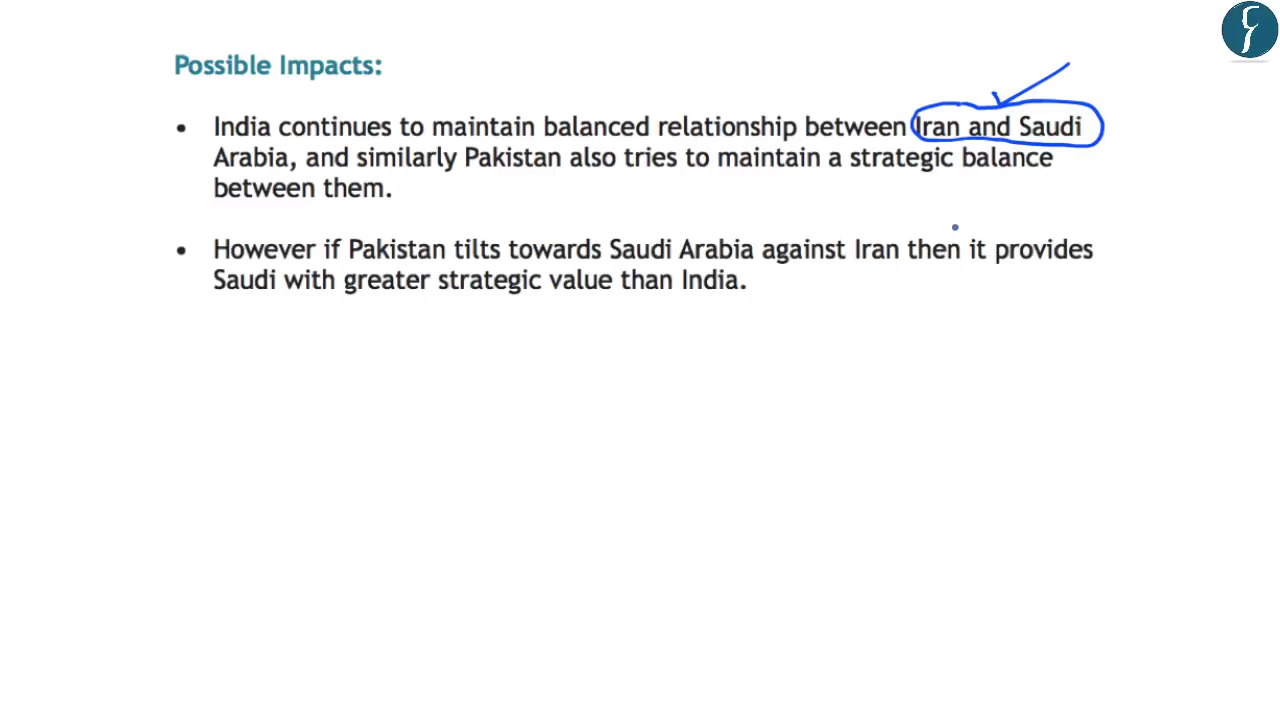 Possible Impacts:
• India continues to maintain balanced relationship between Iran and Saudi
Arabia, and similarly Pakistan also tries to maintain a strategic balance
between them.
• However if Pakistan tilts towards Saudi Arabia against Iran then it provides
Saudi with greater strategic value than India.